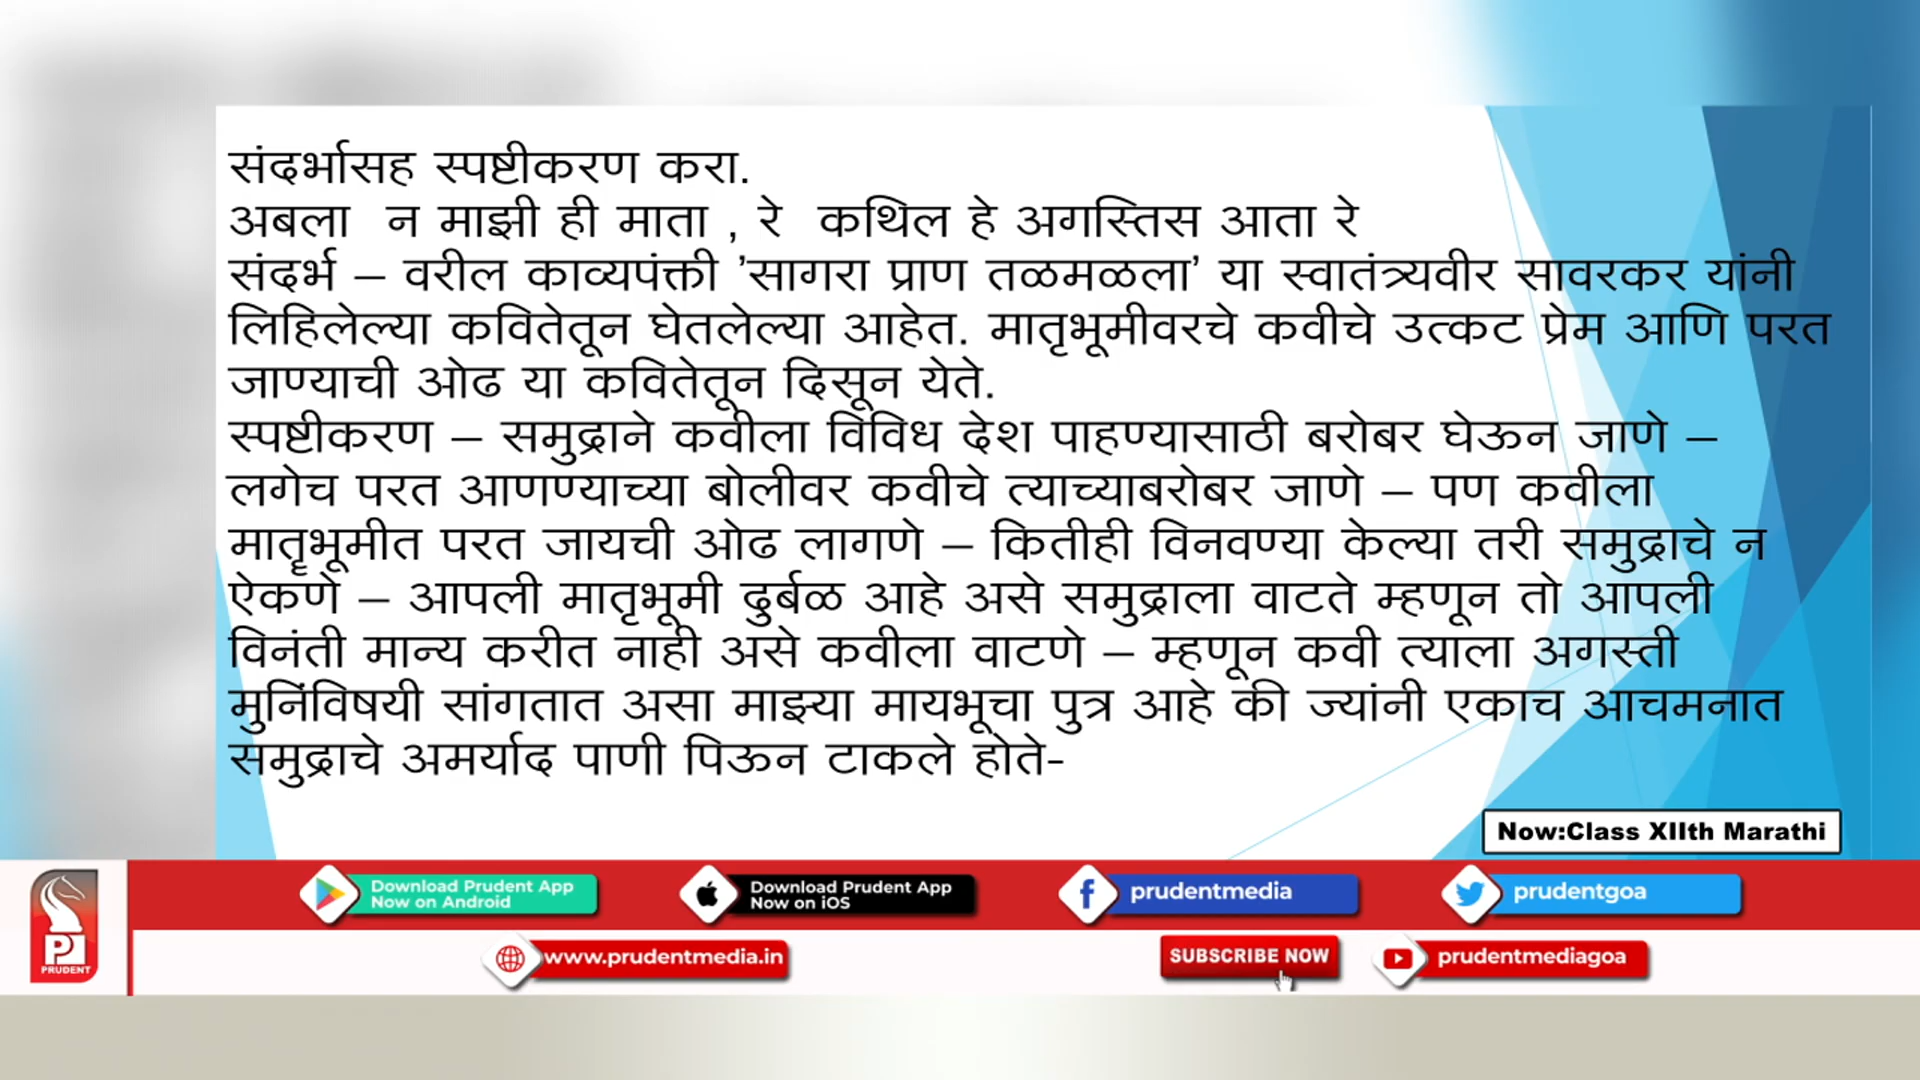 संदर्भासह स्पष्टीकरण करा.
अबला न माझी ही माता , रे कथिल हे अगस्तिस आता रे
संदर्भ – वरील काव्यपंक्ती ’सागरा प्राण तळमळला’ या स्वातंत्र्यवीर सावरकर यांनी
लिहिलेल्या कवितेतून घेतलेल्या आहेत. मातृभूमीवरचे कवीचे उत्कट प्रेम आणि परत
जाण्याची ओढ या कवितेतून दिसून येते.
स्पष्टीकरण – समुद्राने कवीला विविध देश पाहण्यासाठी बरोबर घेऊन जाणे –
लगेच परत आणण्याच्या बोलीवर कवीचे त्याच्याबरोबर जाणे – पण कवीला
मातॄभूमीत परत जायची ओढ लागणे – कितीही विनवण्या केल्या तरी समुद्राचे न
ऐकणे – आपली मातृभूमी दुर्बळ आहे असे समुद्राला वाटते म्हणून तो आपली
विनंती मान्य करीत नाही असे कवीला वाटणे – म्हणून कवी त्याला अगस्ती
मुनिंविषयी सांगतात असा माझ्या मायभूचा पुत्र आहे की ज्यांनी एकाच आचमनात
समुद्राचे अमर्याद पाणी पिऊन टाकले होते-
Now:Class XIIth Marathi
Download Prudent App
Now on Android
Download Prudent App
Now on iOS
prudentmedia
prudentgoa
PRUDENT
www.prudentmedia.in
SUBSCRIBE NOW
prudentmediagoa